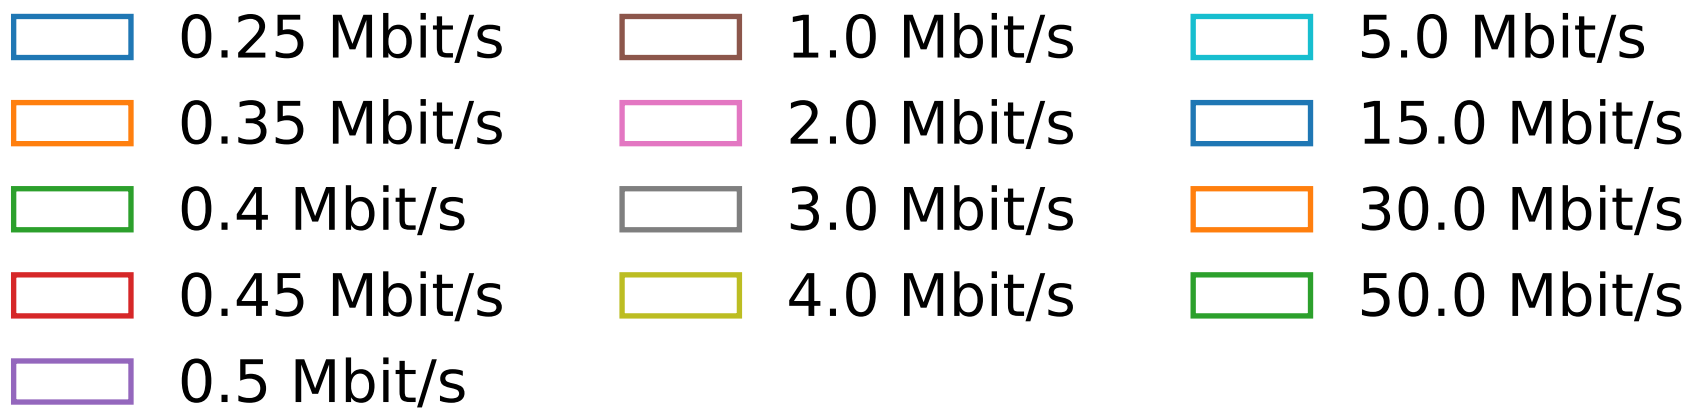 0.25 Mbit/s
0.35 Mbit/s
0.4 Mbit/s
0.45 Mbit/s
0.5 Mbit/s
1.0 Mbit/s
2.0 Mbit/s
3.0 Mbit/s
4.0 Mbit/s
5.0 Mbit/s
15.0 Mbit/s
30.0 Mbit/s
50.0 Mbit/s